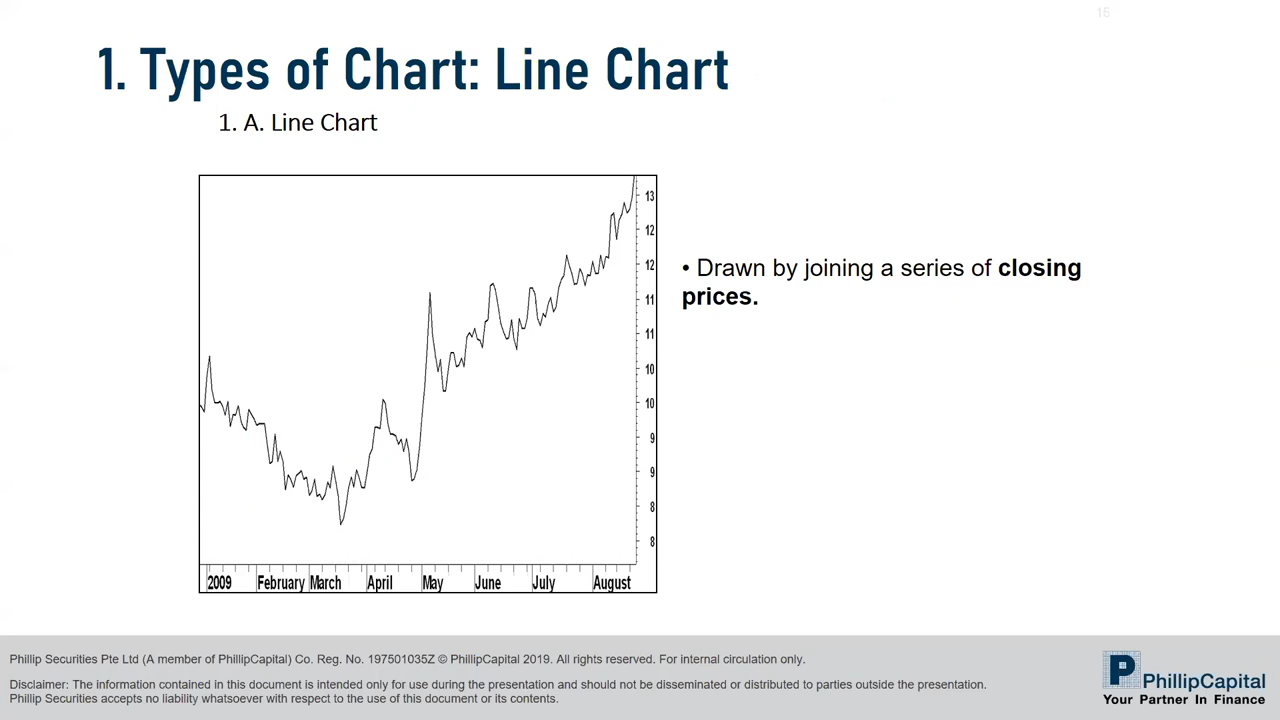 15
1. Types of Chart: Line Chart
1. A. Line Chart
13
12
12
11
11
10
10
9
9
8
8
2009 February March April May June July August
• Drawn by joining a series of closing
prices.
Phillip Securities Pte Ltd (A member of PhillipCapital) Co. Reg. No. 197501035Z © PhillipCapital 2019. All rights reserved. For internal circulation only.
Disclaimer: The information contained in this document is intended only for use during the presentation and should not be disseminated or distributed to parties outside the presentation.
Phillip Securities accepts no liability whatsoever with respect to the use of this document or its contents.
P PhillipCapital
Your Partner In Finance